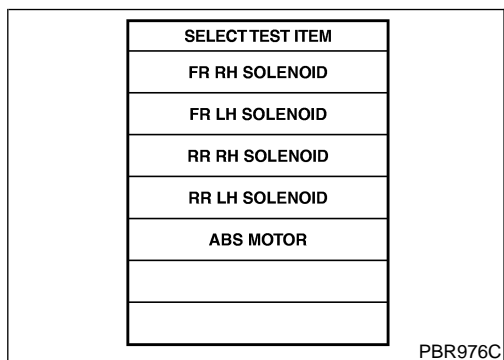 SELECT TEST ITEM
FR RH SOLENOID
FR LH SOLENOID
RR RH SOLENOID
RR LH SOLENOID
ABS MOTOR
PBR976C